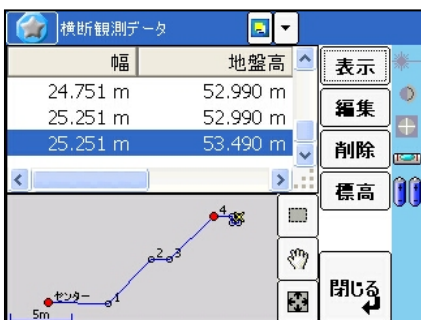 横断観測データ
幅 地盤高
24.751 m 52.990 m
25.251 m 52.990 m
25.251 m 53.490 m
表示
編集
削除
標高
閉じる
センター
1
2
3
4
5m